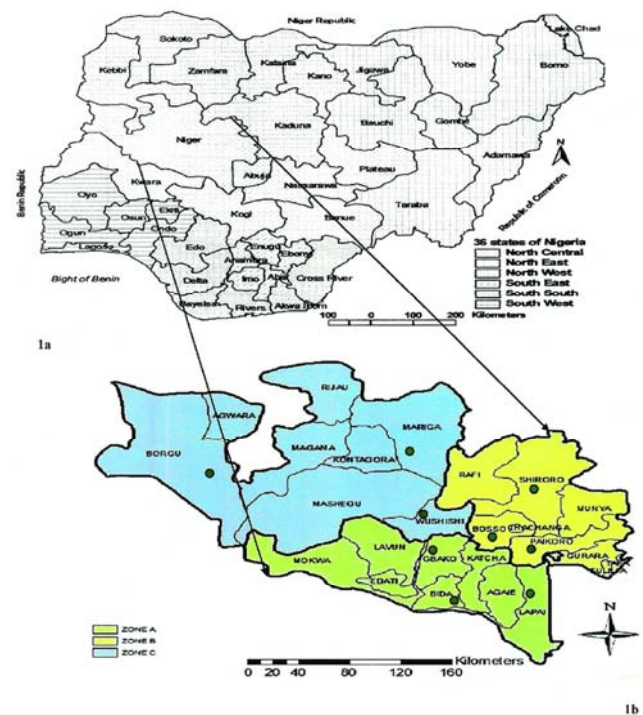 Niger Republic
Lake Chad
Sokoto
Katsina
Kebbi
Zamfara
Kano
Jigawa
Yobe
Borno
Kaduna
Bauchi
Gombe
Niger
Adamawa
N
Abuja
Plateau
Benin Republic
Oyo
Kwara
Nassarawa
Taraba
Republic of Cameroon
Osun
Ekiti
Kogi
Benue
Ogun
Ondo
Lagos
Edo
Enugu
Ebonyi
Anambra
Bight of Benin
Delta
Imo
Abia
Cross River
Bayelsa
Rivers
Akwa Ibom
36 states of Nigeria
North Central
North East
North West
South East
South South
South West
100 0 100 200
Kilometers
1a
RIJAU
AGWARA
MARIGA
MAGAMA
BORGU
KONTAGORA
RAFI
SHIRORO
MASHEGU
MUNYA
WUSHISHI
BOSSO
CHACHANGA
PAIKORO
LAVUN
GBAKO
KATCHA
GURARA
MOKWA
EDATI
AGAIE
BIDA
LAPAI
N
ZONE A
ZONE B
ZONE C
0 20 40 80 120 160
Kilometers
1b